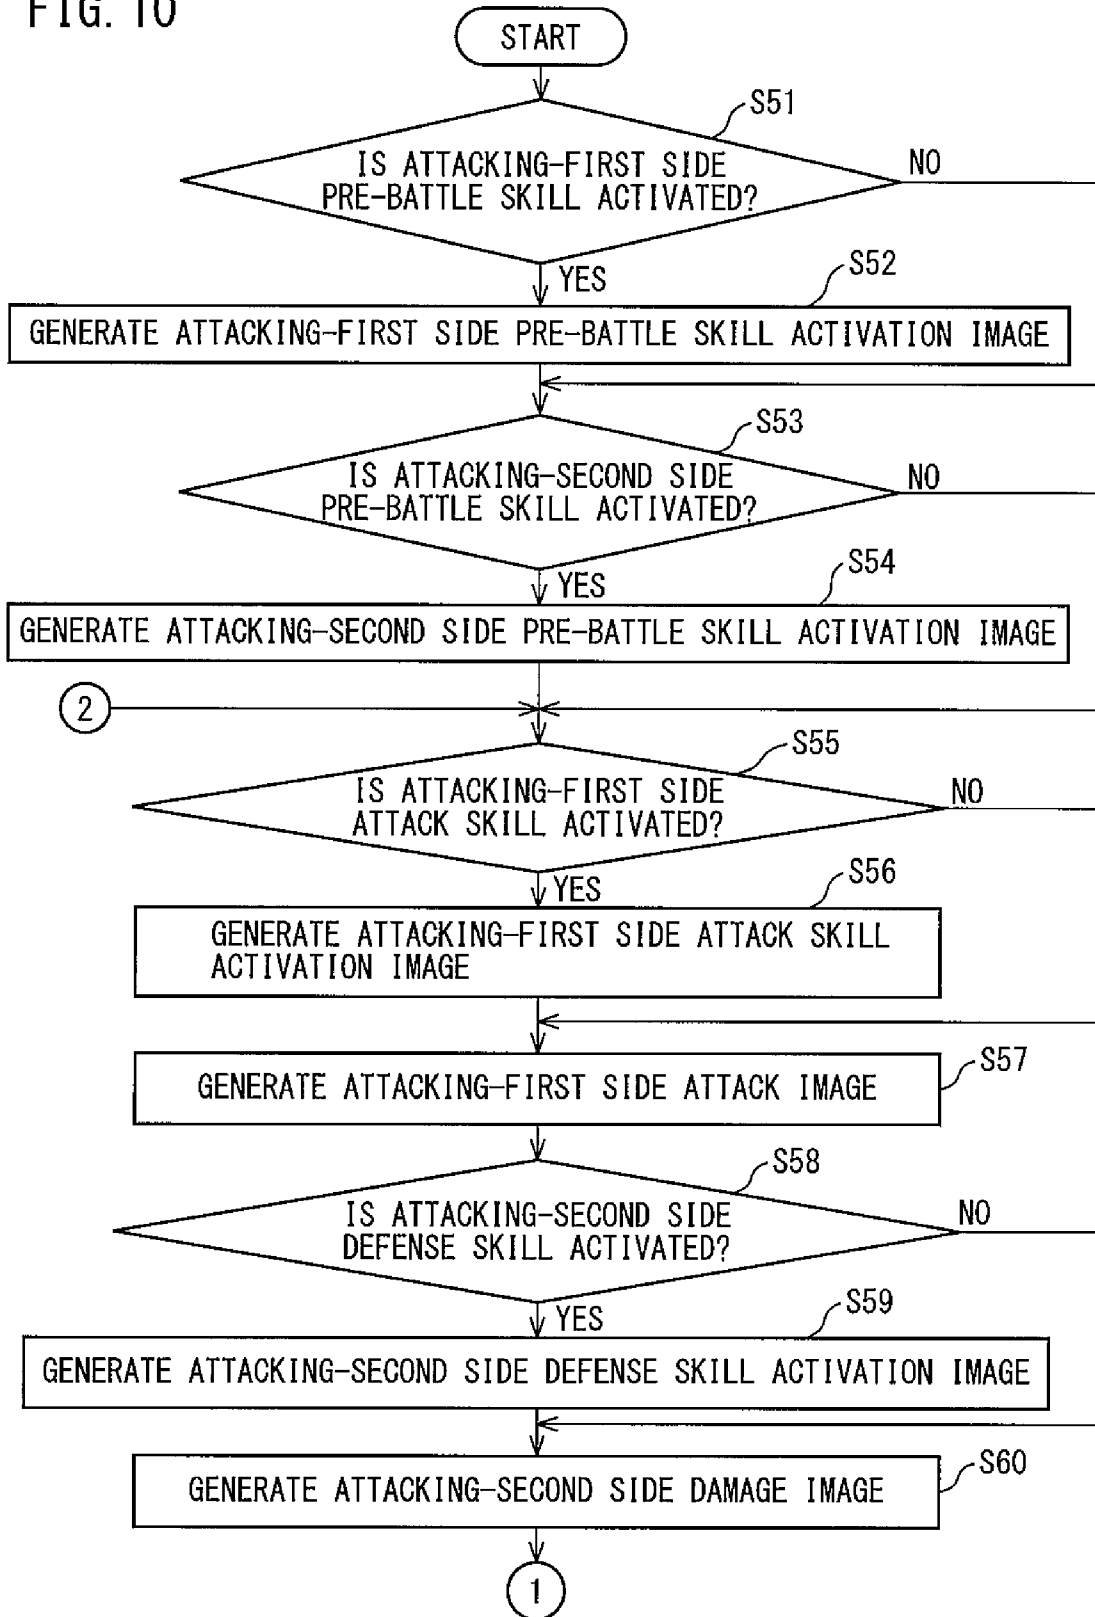 FIG. 10
START
S51
IS ATTACKING-FIRST SIDE
PRE-BATTLE SKILL ACTIVATED?
NO
YES
S52
GENERATE ATTACKING-FIRST SIDE PRE-BATTLE SKILL ACTIVATION IMAGE
S53
IS ATTACKING-SECOND SIDE
PRE-BATTLE SKILL ACTIVATED?
NO
YES
S54
GENERATE ATTACKING-SECOND SIDE PRE-BATTLE SKILL ACTIVATION IMAGE
2
S55
IS ATTACKING-FIRST SIDE
ATTACK SKILL ACTIVATED?
NO
YES
S56
GENERATE ATTACKING-FIRST SIDE ATTACK SKILL
ACTIVATION IMAGE
S57
GENERATE ATTACKING-FIRST SIDE ATTACK IMAGE
S58
IS ATTACKING-SECOND SIDE
DEFENSE SKILL ACTIVATED?
NO
YES
S59
GENERATE ATTACKING-SECOND SIDE DEFENSE SKILL ACTIVATION IMAGE
S60
GENERATE ATTACKING-SECOND SIDE DAMAGE IMAGE
1